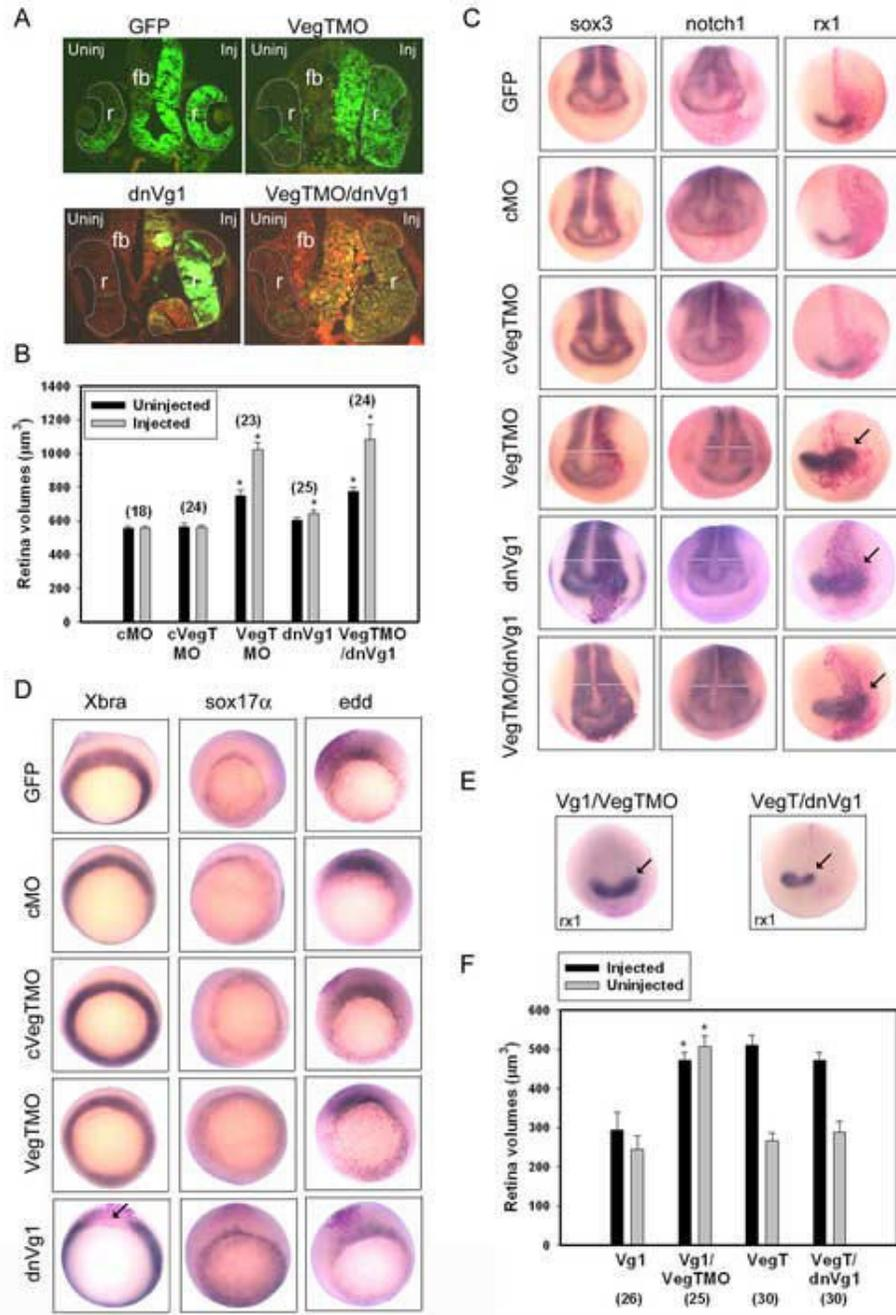 A
GFP
VegTMO
Uninj
Inj
Uninj
Inj
fb
fb
r
r
r
r
dnVg1
VegTMO/dnVg1
Uninj
Inj
Uninj
Inj
fb
fb
r
r
r
r
B
Retina volumes (μm³)
1400
1200
1000
800
600
400
200
0
Uninjected
Injected
(18)
(24)
(23)
(25)
(24)
* * * * *
cMO
cVegT MO
VegT MO
dnVg1
VegTMO /dnVg1
C
sox3
notch1
rx1
GFP
cMO
cVegTMO
VegTMO
dnVg1
VegTMO/dnVg1
D
Xbra
sox17α
edd
GFP
cMO
cVegTMO
VegTMO
dnVg1
E
Vg1/VegTMO
VegT/dnVg1
rx1
rx1
F
Injected
Uninjected
Retina volumes (μm³)
600
500
400
300
200
100
0
* *
Vg1
Vg1/ VegTMO
VegT
VegT/ dnVg1
(26)
(25)
(30)
(30)